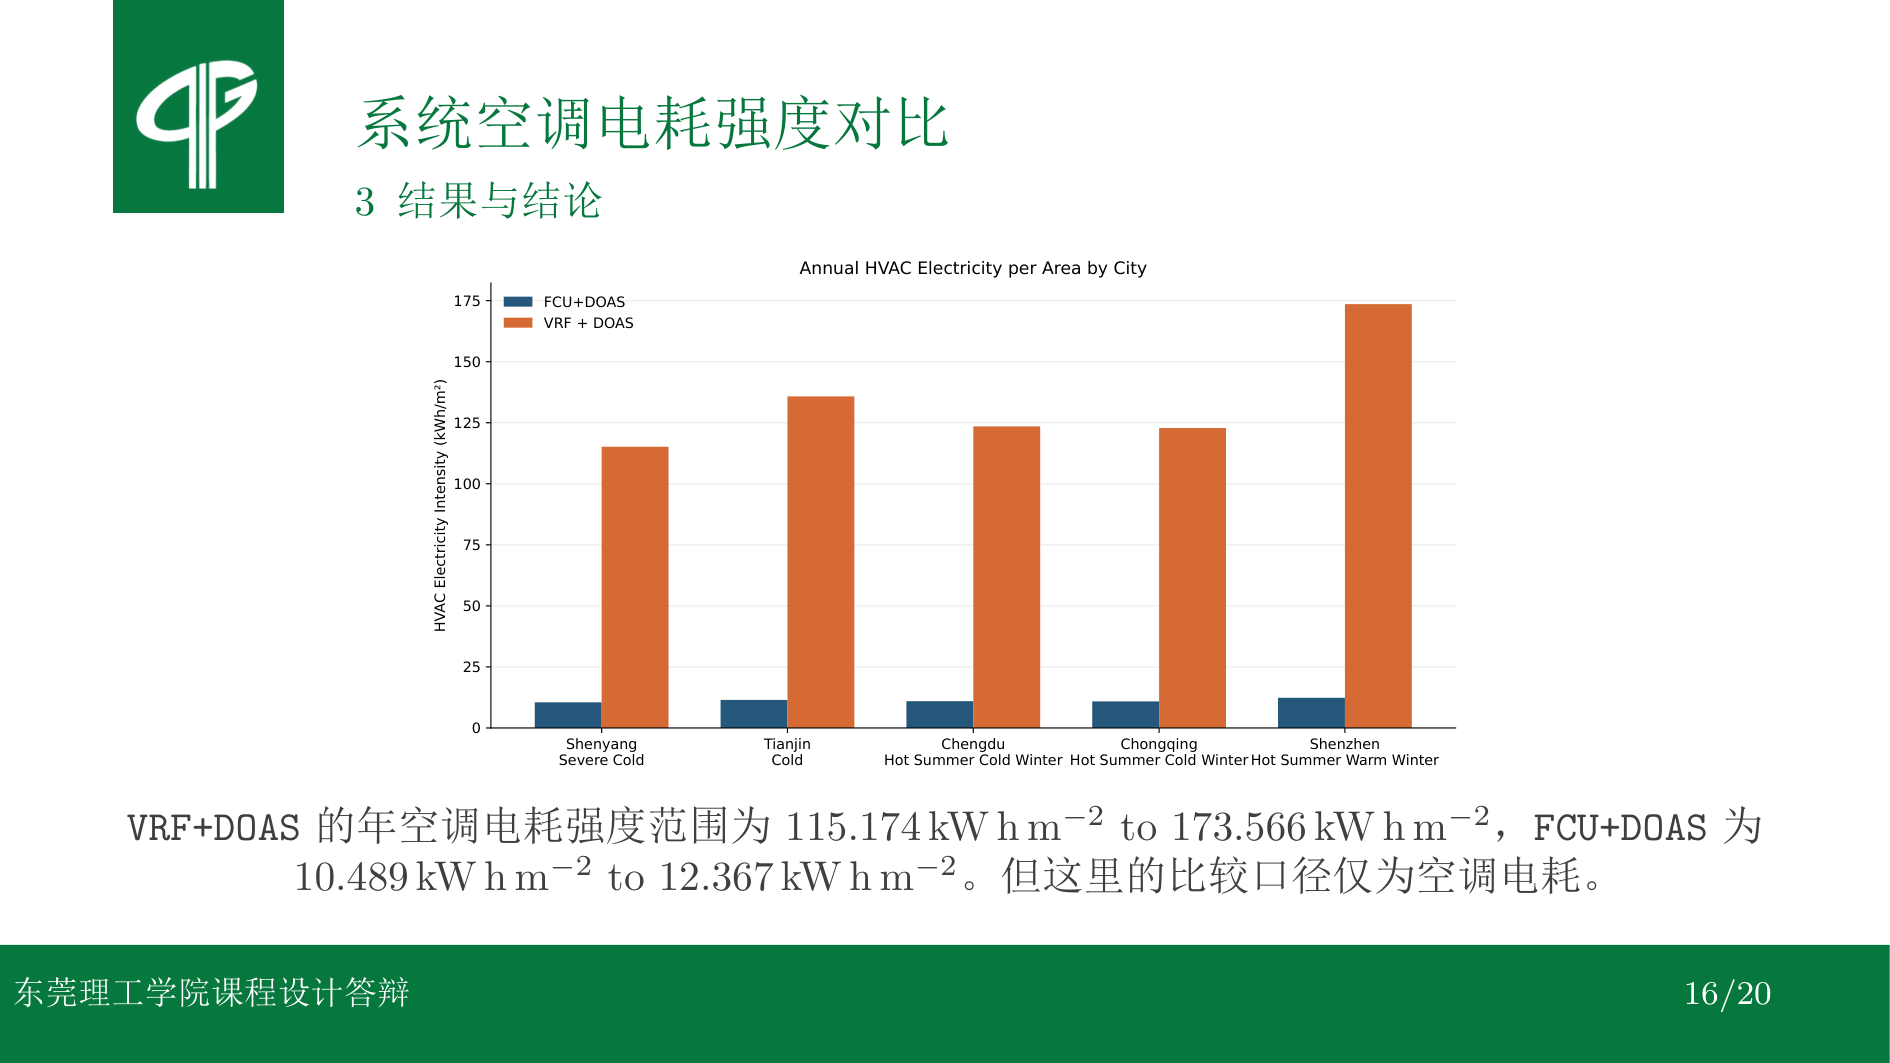 系统空调电耗强度对比
3 结果与结论
Annual HVAC Electricity per Area by City
FCU+DOAS
VRF + DOAS
HVAC Electricity Intensity (kWh/m²)
175
150
125
100
75
50
25
0
Shenyang
Severe Cold
Tianjin
Cold
Chengdu
Hot Summer Cold Winter
Chongqing
Hot Summer Cold Winter
Shenzhen
Hot Summer Warm Winter
VRF+DOAS 的年空调电耗强度范围为 115.174 kW h m⁻² to 173.566 kW h m⁻²，FCU+DOAS 为
10.489 kW h m⁻² to 12.367 kW h m⁻²。但这里的比较口径仅为空调电耗。
东莞理工学院课程设计答辩
16/20